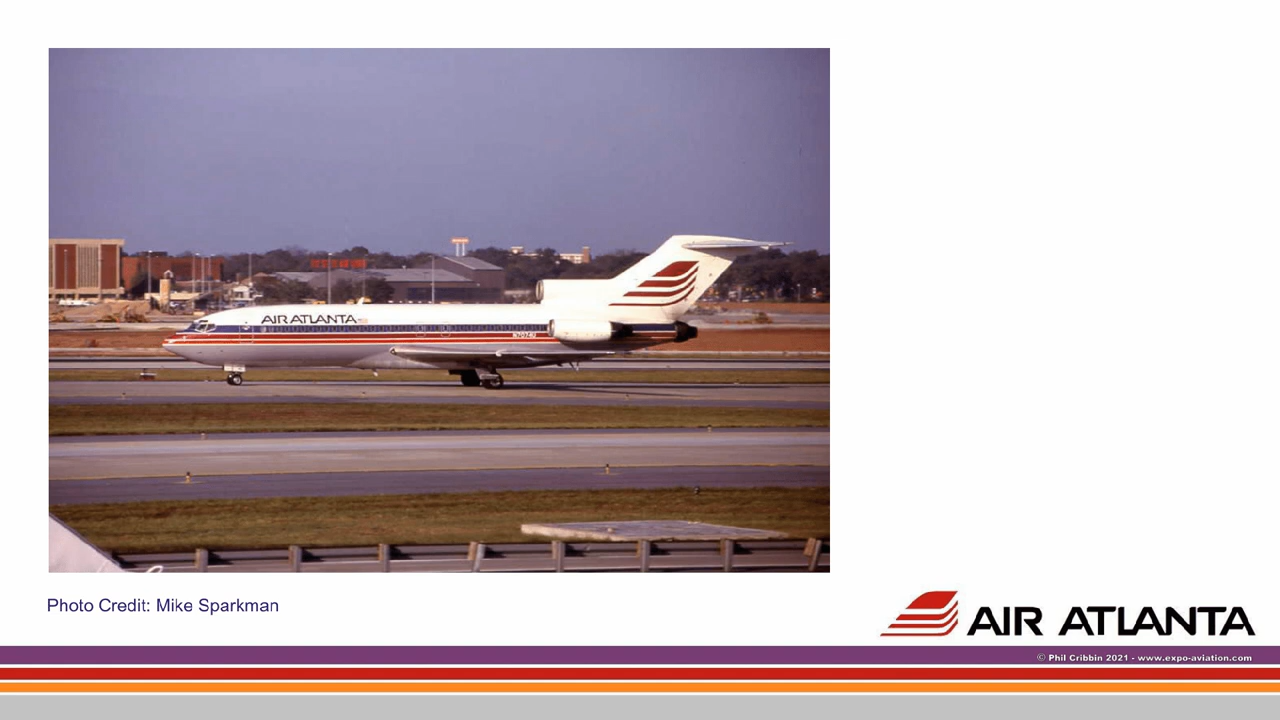 AIR ATLANTA
Photo Credit: Mike Sparkman
AIR ATLANTA
© Phil Cribbin 2021 - www.expo-aviation.com